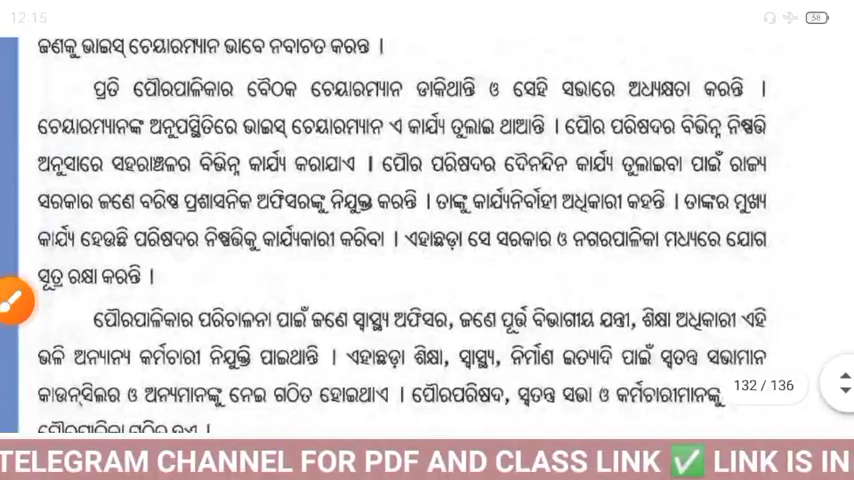 12:15
38
ଜଣକୁ ଭାଇସ୍ ଚେୟାରମ୍ୟାନ ଭାବେ ନବାଚତ କରନ୍ତି ।
ପ୍ରତି ପୌରପାଳିକାର ବୈଠକ ଚେୟାରମ୍ୟାନ ଡାକିଥାନ୍ତି ଓ ସେହି ସଭାରେ ଅଧ୍ୟକ୍ଷତା କରନ୍ତି ।
ଚେୟାରମ୍ୟାନଙ୍କ ଅନୁପସ୍ଥିତିରେ ଭାଇସ୍ ଚେୟାରମ୍ୟାନ ଏ କାର୍ଯ୍ୟ ତୁଲାଇ ଥାଆନ୍ତି । ପୌର ପରିଷଦର ବିଭିନ୍ନ ନିଷ୍ପତ୍ତି
ଅନୁସାରେ ସହରାଞ୍ଚଳର ବିଭିନ୍ନ କାର୍ଯ୍ୟ କରାଯାଏ । ପୌର ପରିଷଦର ଦୈନନ୍ଦିନ କାର୍ଯ୍ୟ ତୁଲାଇବା ପାଇଁ ରାଜ୍ୟ
ସରକାର ଜଣେ ବରିଷ୍ଠ ପ୍ରଶାସନିକ ଅଫିସରଙ୍କୁ ନିଯୁକ୍ତ କରନ୍ତି । ତାଙ୍କୁ କାର୍ଯ୍ୟନିର୍ବାହୀ ଅଧିକାରୀ କହନ୍ତି । ତାଙ୍କର ମୁଖ୍ୟ
କାର୍ଯ୍ୟ ହେଉଛି ପରିଷଦର ନିଷ୍ପତ୍ତିକୁ କାର୍ଯ୍ୟକାରୀ କରିବା । ଏହାଛଡ଼ା ସେ ସରକାର ଓ ନଗରପାଳିକା ମଧ୍ୟରେ ଯୋଗ
ସୂତ୍ର ରକ୍ଷା କରନ୍ତି ।
ପୌରପାଳିକାର ପରିଚାଳନା ପାଇଁ ଜଣେ ସ୍ୱାସ୍ଥ୍ୟ ଅଫିସର, ଜଣେ ପୂର୍ତ୍ତ ବିଭାଗୀୟ ଯନ୍ତ୍ରୀ, ଶିକ୍ଷା ଅଧିକାରୀ ଏହି
ଭଳି ଅନ୍ୟାନ୍ୟ କର୍ମଚାରୀ ନିଯୁକ୍ତି ପାଇଥାନ୍ତି । ଏହାଛଡ଼ା ଶିକ୍ଷା, ସ୍ୱାସ୍ଥ୍ୟ, ନିର୍ମାଣ ଇତ୍ୟାଦି ପାଇଁ ସ୍ୱତନ୍ତ୍ର ସଭାମାନ
କାଉନ୍‌ସିଲର ଓ ଅନ୍ୟମାନଙ୍କୁ ନେଇ ଗଠିତ ହୋଇଥାଏ । ପୌରପରିଷଦ, ସ୍ୱତନ୍ତ୍ର ସଭା ଓ କର୍ମଚାରୀମାନଙ୍କୁ
132 / 136
TELEGRAM CHANNEL FOR PDF AND CLASS LINK ✅ LINK IS IN